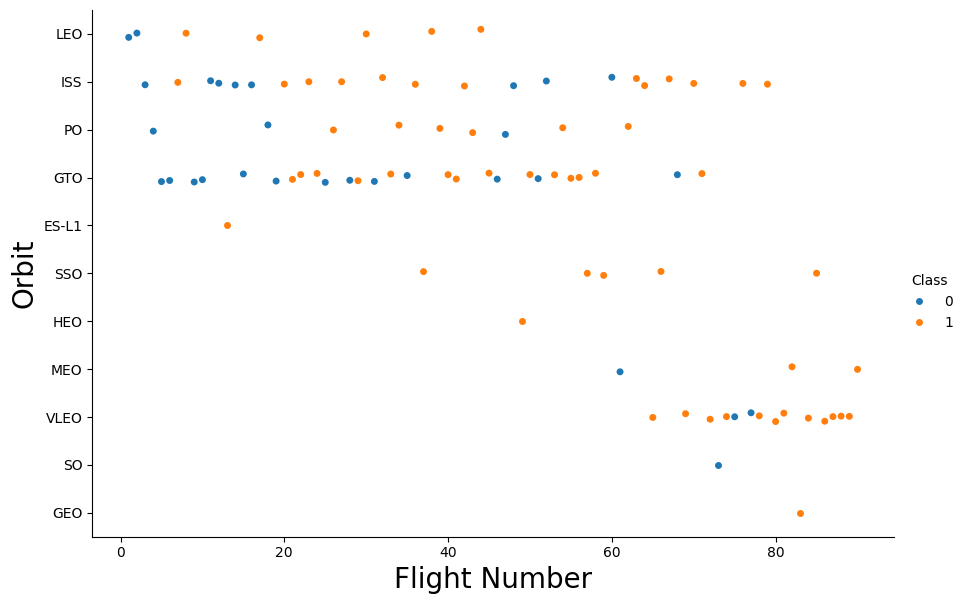 LEO
ISS
PO
GTO
ES-L1
SSO
HEO
MEO
VLEO
SO
GEO
Orbit
0
20
40
60
80
Flight Number
Class
0
1